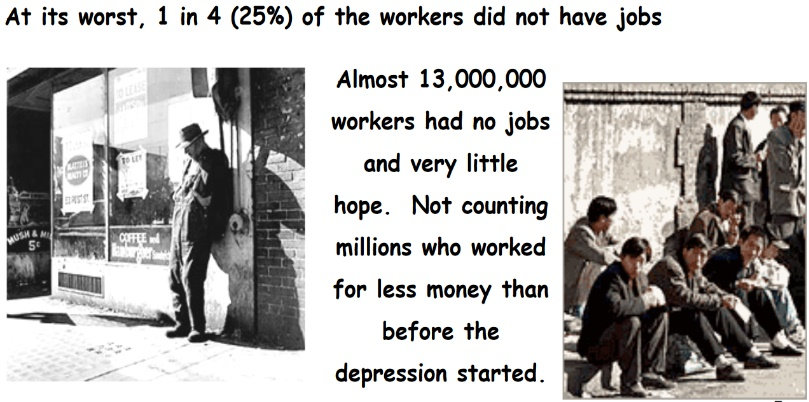 At its worst, 1 in 4 (25%) of the workers did not have jobs
Almost 13,000,000
workers had no jobs
and very little
hope. Not counting
millions who worked
for less money than
before the
depression started.
TO LEASE
TO LET
COFFEE and
MUSH & MI
5¢